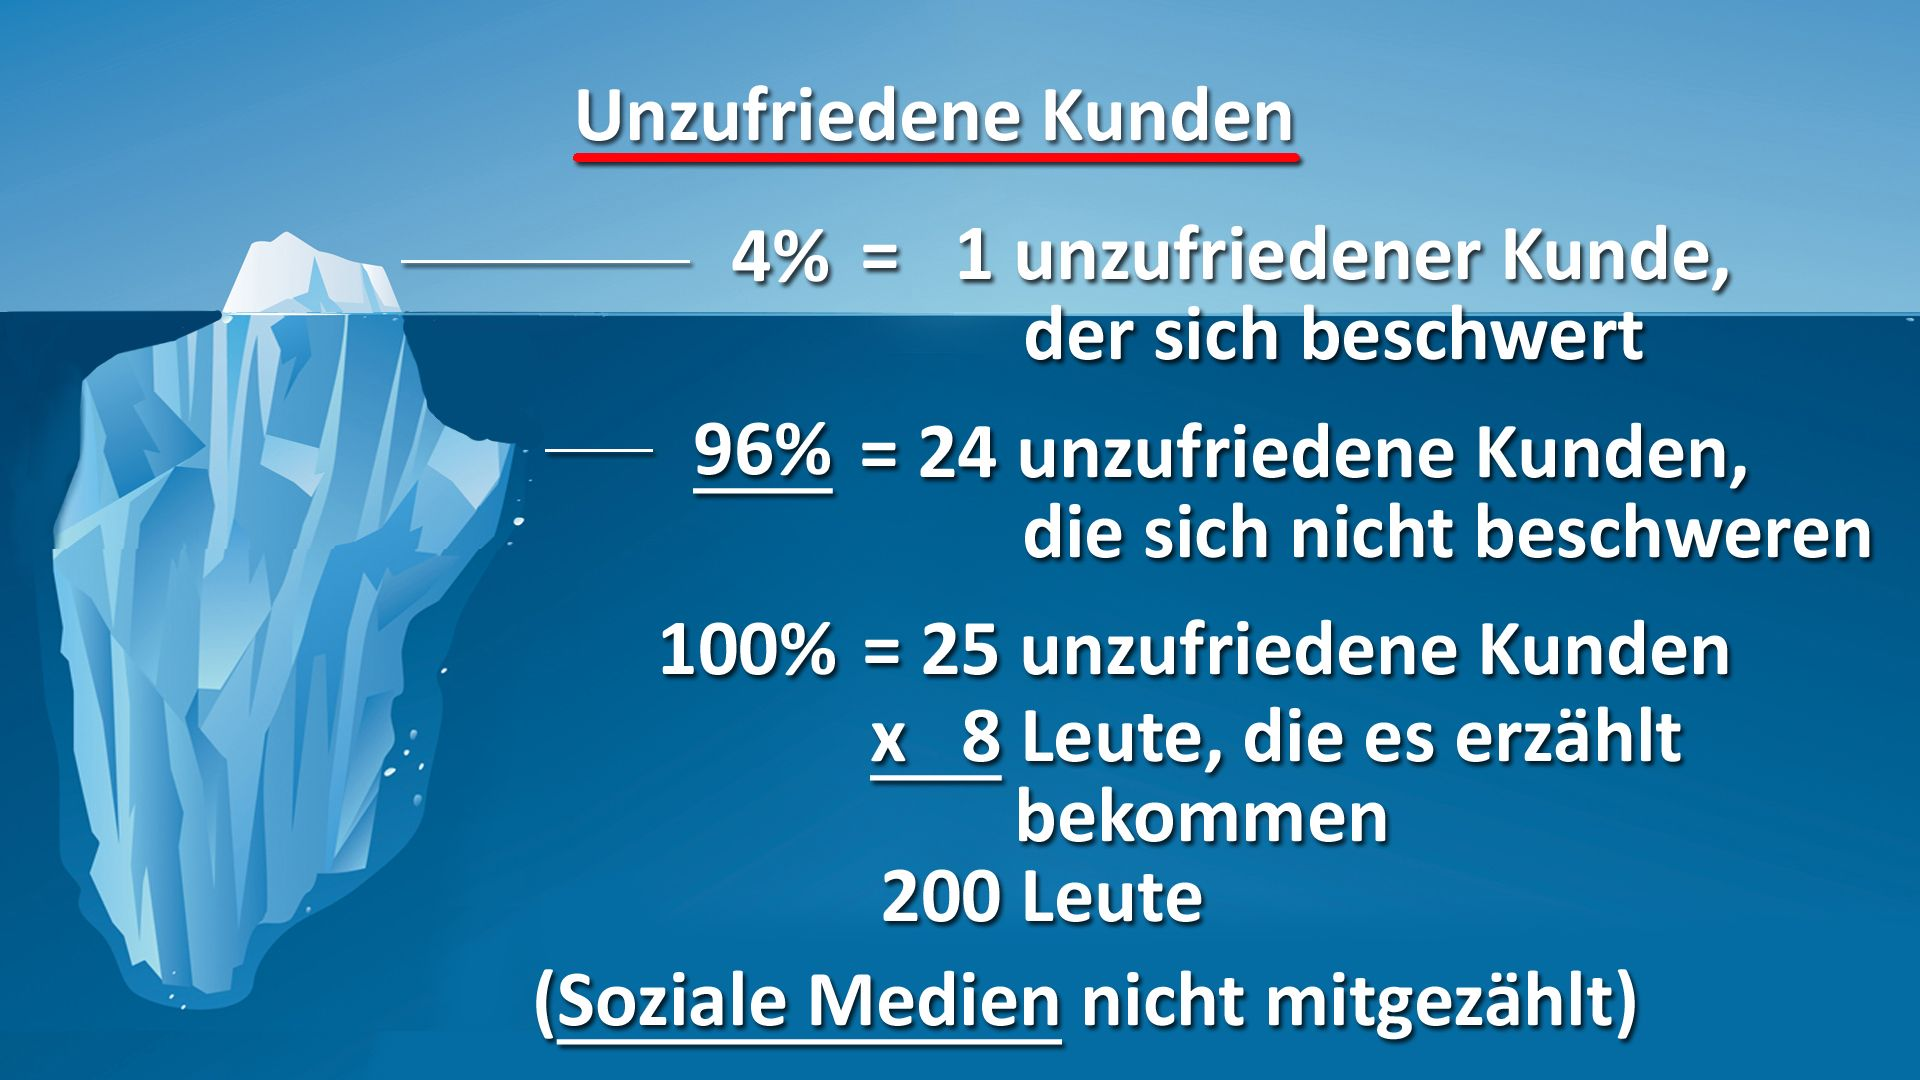 Unzufriedene Kunden
4% = 1 unzufriedener Kunde,
der sich beschwert
96% = 24 unzufriedene Kunden,
die sich nicht beschweren
100% = 25 unzufriedene Kunden
x 8 Leute, die es erzählt
bekommen
200 Leute
(Soziale Medien nicht mitgezählt)